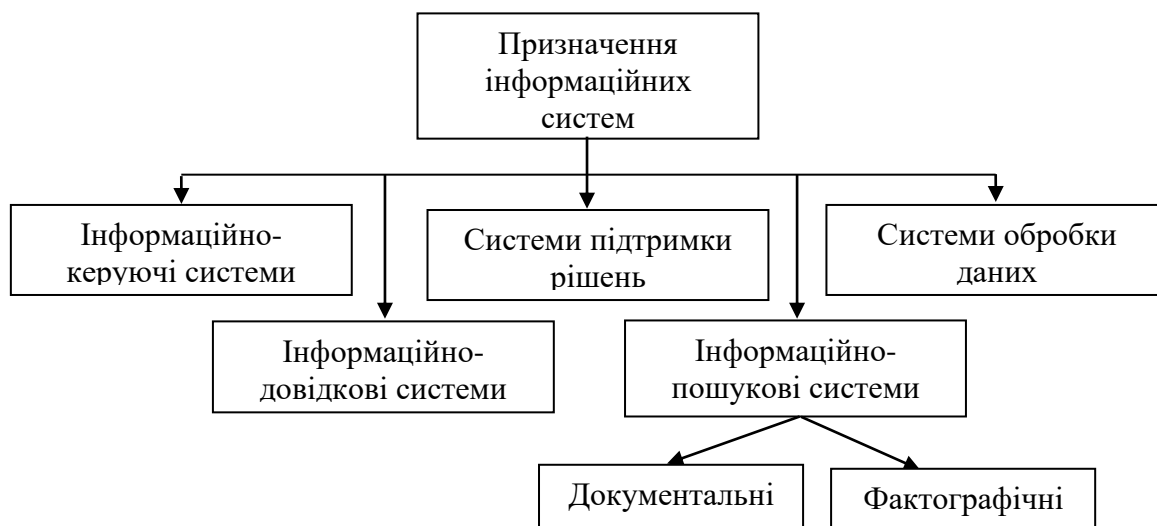 Призначення
інформаційних
систем
Інформаційно-
керуючі системи
Системи підтримки
рішень
Системи обробки
даних
Інформаційно-
довідкові системи
Інформаційно-
пошукові системи
Документальні
Фактографічні